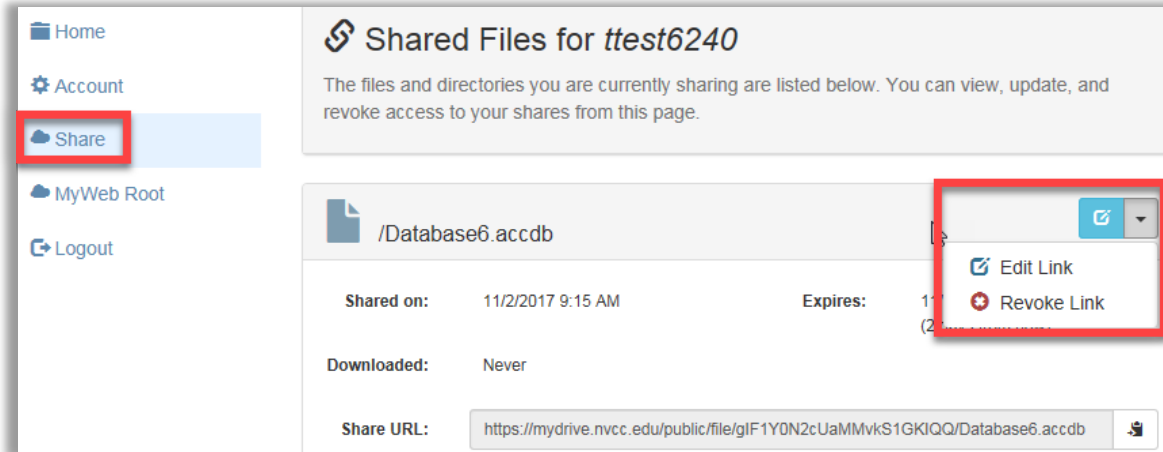 Home
Account
Share
MyWeb Root
Logout
Shared Files for ttest6240
The files and directories you are currently sharing are listed below. You can view, update, and
revoke access to your shares from this page.
/Database6.accdb
Edit Link
Revoke Link
Shared on: 11/2/2017 9:15 AM Expires:
Downloaded: Never
Share URL: https://mydrive.nvcc.edu/public/file/gIF1Y0N2cUaMMvkS1GKIQQ/Database6.accdb